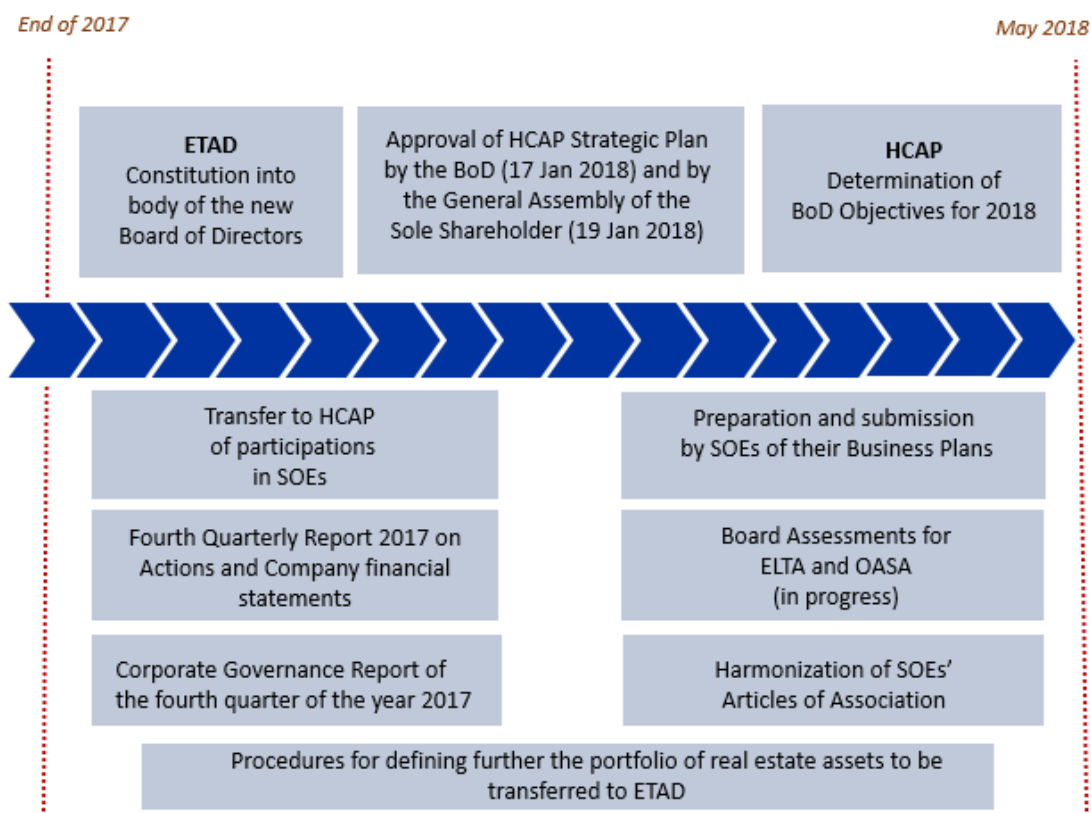 End of 2017
May 2018
ETAD
Constitution into
body of the new
Board of Directors
Approval of HCAP Strategic Plan
by the BoD (17 Jan 2018) and by
the General Assembly of the
Sole Shareholder (19 Jan 2018)
HCAP
Determination of
BoD Objectives for 2018
Transfer to HCAP
of participations
in SOEs
Fourth Quarterly Report 2017 on
Actions and Company financial
statements
Corporate Governance Report of
the fourth quarter of the year 2017
Preparation and submission
by SOEs of their Business Plans
Board Assessments for
ELTA and OASA
(in progress)
Harmonization of SOEs’
Articles of Association
Procedures for defining further the portfolio of real estate assets to be
transferred to ETAD